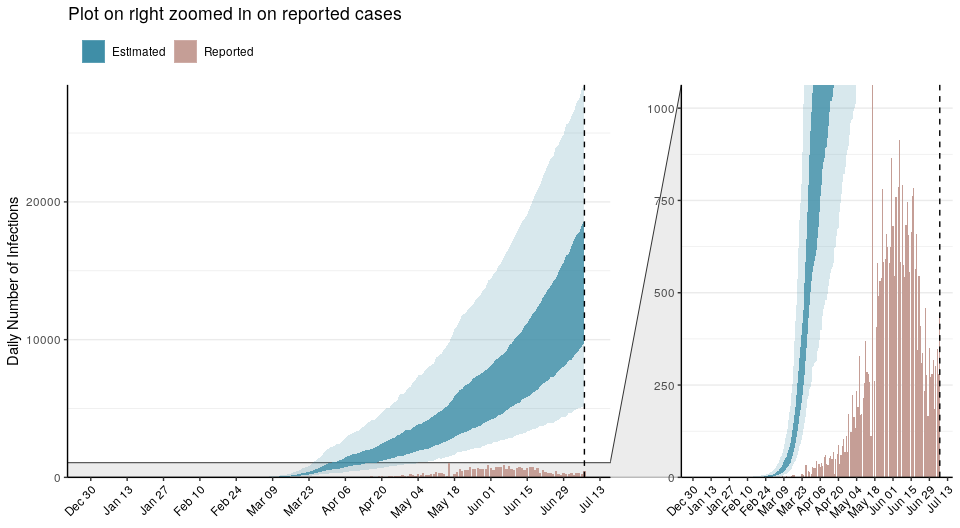 Plot on right zoomed in on reported cases
Estimated
Reported
Daily Number of Infections
20000
10000
0
Dec 30
Jan 13
Jan 27
Feb 10
Feb 24
Mar 09
Mar 23
Apr 06
Apr 20
May 04
May 18
Jun 01
Jun 15
Jun 29
Jul 13
1000
750
500
250
0
Dec 30
Jan 13
Jan 27
Feb 10
Feb 24
Mar 09
Mar 23
Apr 06
Apr 20
May 04
May 18
Jun 01
Jun 15
Jun 29
Jul 13